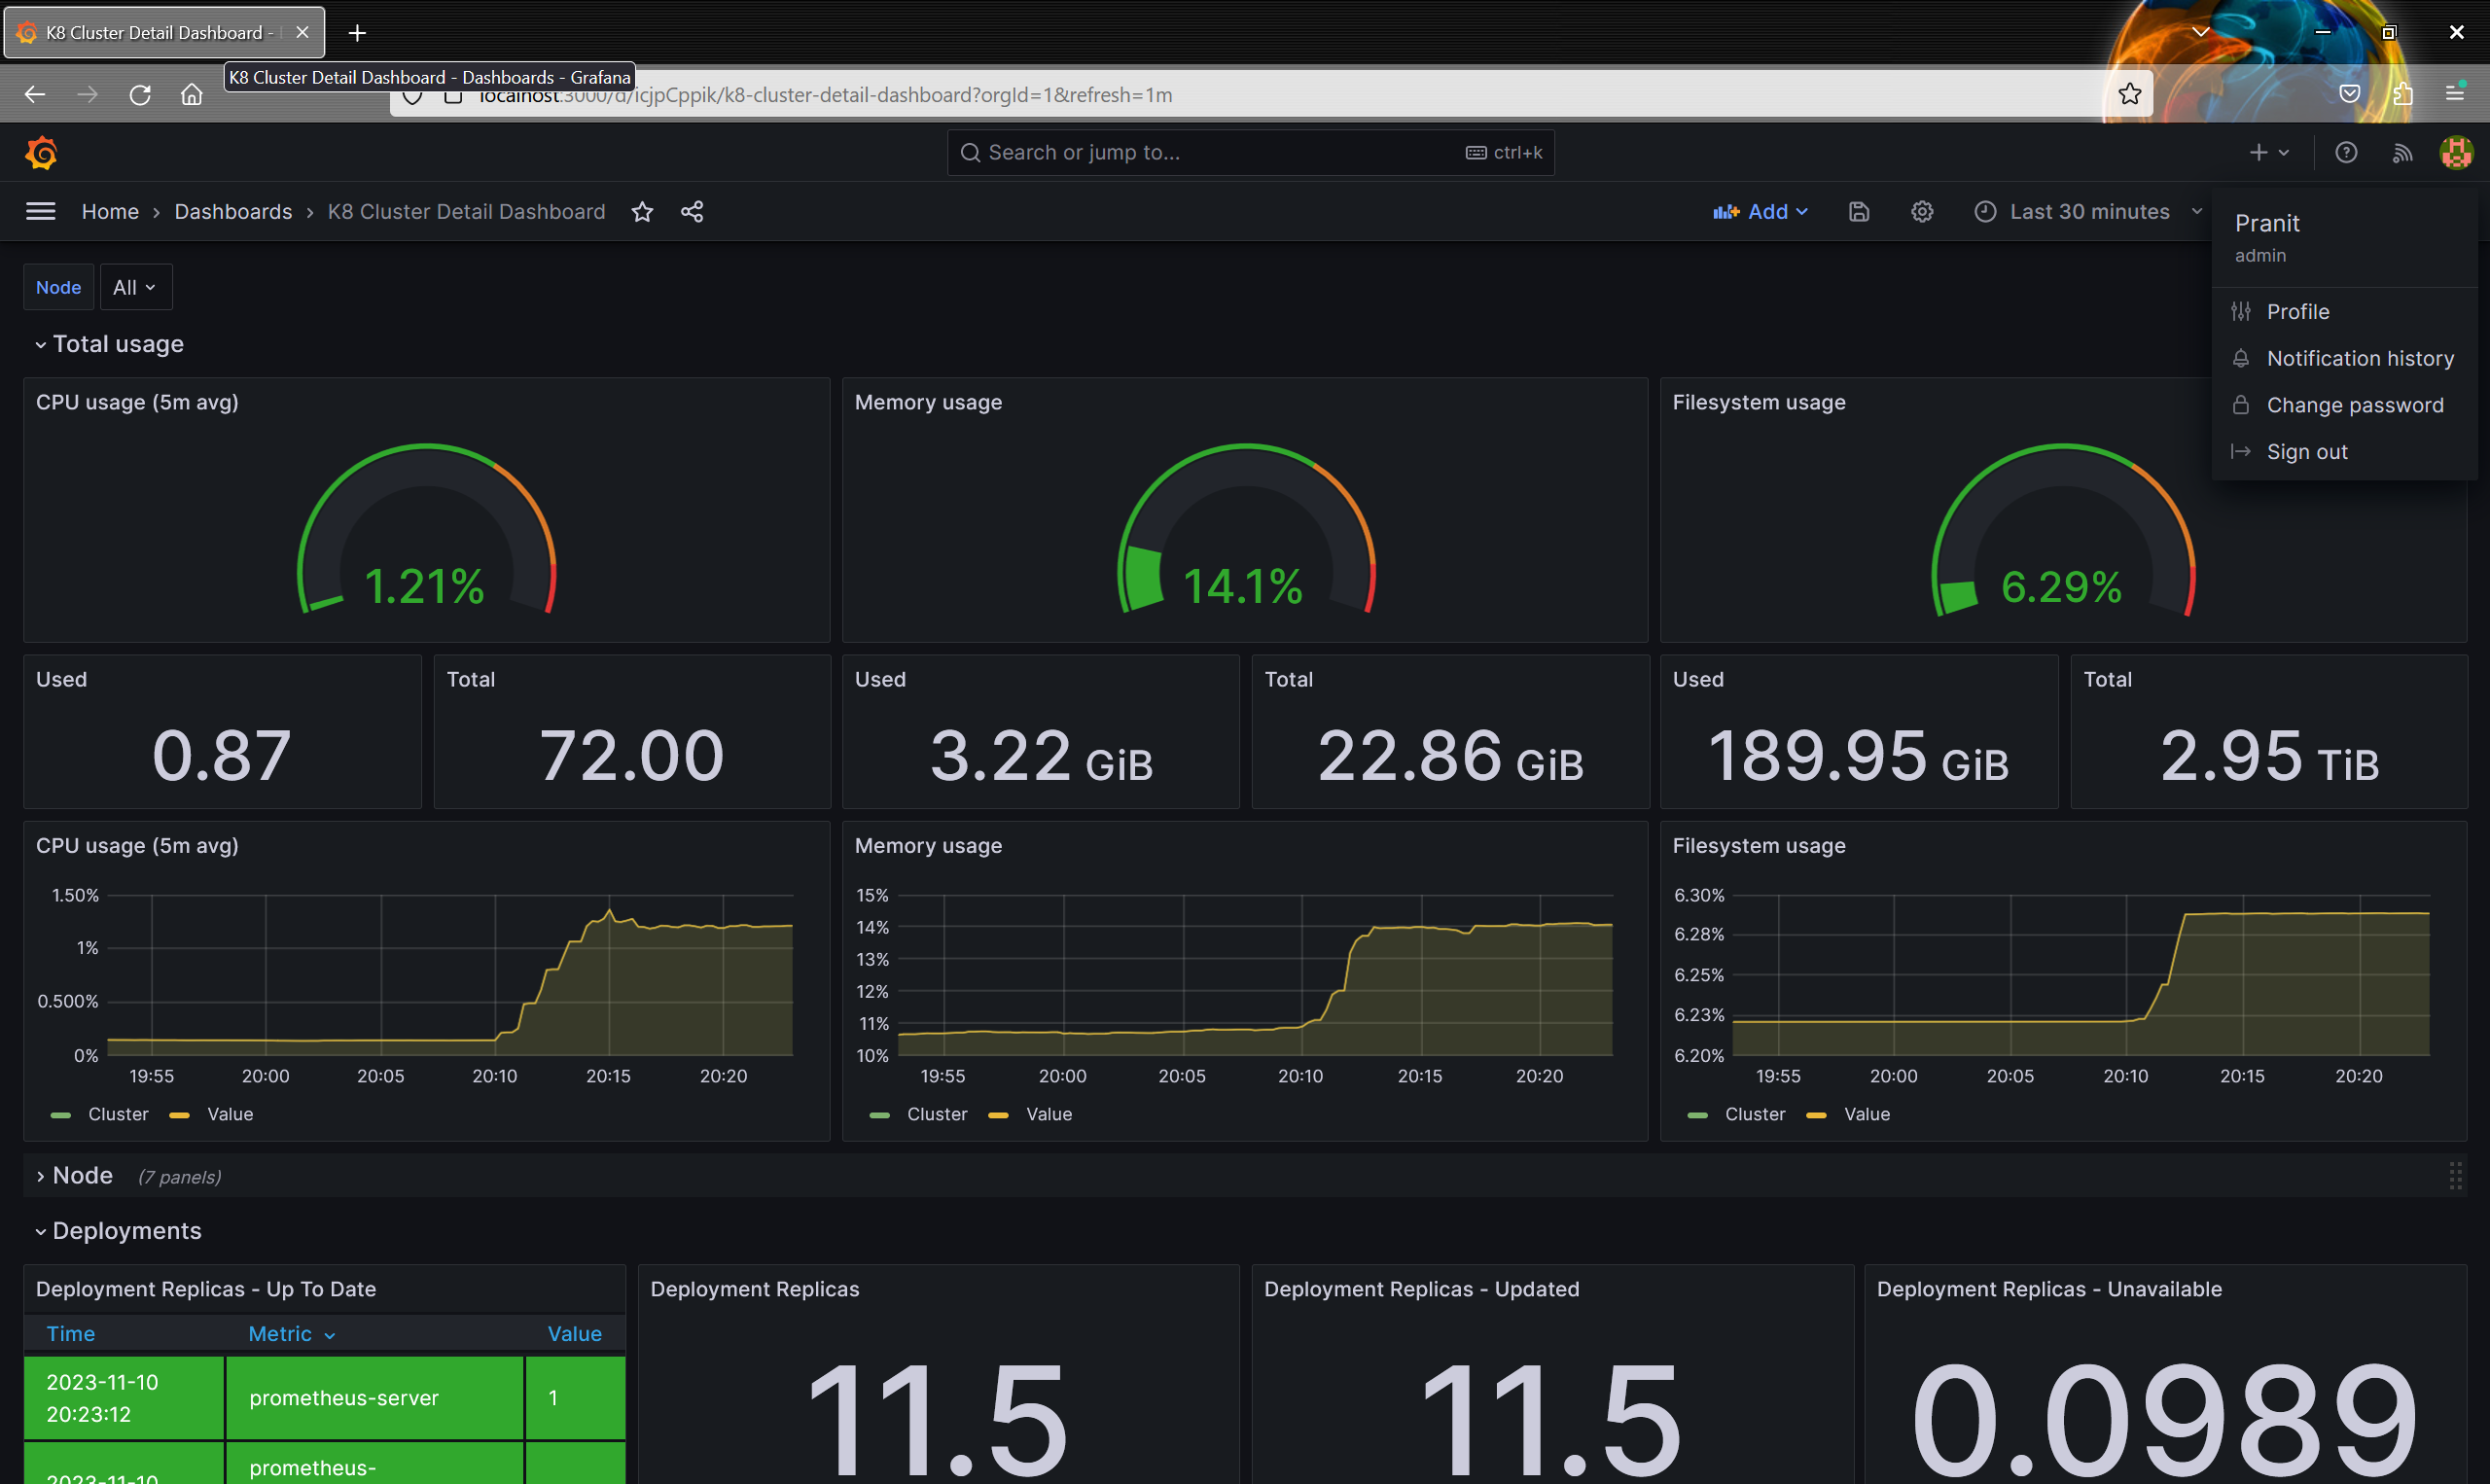 K8 Cluster Detail Dashboard -
K8 Cluster Detail Dashboard - Dashboards - Grafana
localhost:3000/d/icjpCppik/k8-cluster-detail-dashboard?orgId=1&refresh=1m
Search or jump to...
ctrl+k
Home › Dashboards › K8 Cluster Detail Dashboard
Add
Last 30 minutes
Pranit
admin
Profile
Notification history
Change password
Sign out
Node
All
Total usage
CPU usage (5m avg)
1.21%
Memory usage
14.1%
Filesystem usage
6.29%
Used
0.87
Total
72.00
Used
3.22 GiB
Total
22.86 GiB
Used
189.95 GiB
Total
2.95 TiB
CPU usage (5m avg)
1.50%
1%
0.500%
0%
19:55 20:00 20:05 20:10 20:15 20:20
Cluster Value
Memory usage
15%
14%
13%
12%
11%
10%
19:55 20:00 20:05 20:10 20:15 20:20
Cluster Value
Filesystem usage
6.30%
6.28%
6.25%
6.23%
6.20%
19:55 20:00 20:05 20:10 20:15 20:20
Cluster Value
Node (7 panels)
Deployments
Deployment Replicas - Up To Date
Time Metric Value
2023-11-10
20:23:12
prometheus-server
1
2023-11-10
prometheus-
Deployment Replicas
11.5
Deployment Replicas - Updated
11.5
Deployment Replicas - Unavailable
0.0989